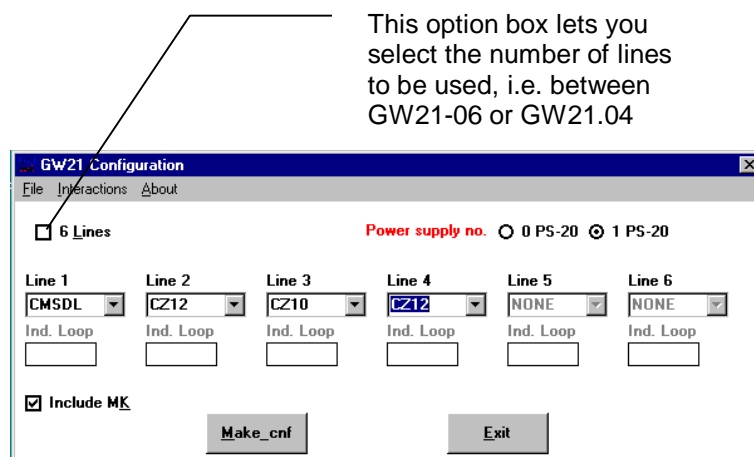 This option box lets you
select the number of lines
to be used, i.e. between
GW21-06 or GW21.04
GW21 Configuration
File Interactions About
6 Lines
Power supply no. 0 PS-20 1 PS-20
Line 1 Line 2 Line 3 Line 4 Line 5 Line 6
CMSDL CZ12 CZ10 CZ12 NONE NONE
Ind. Loop Ind. Loop Ind. Loop Ind. Loop Ind. Loop Ind. Loop
Include MK
Make_cnf Exit